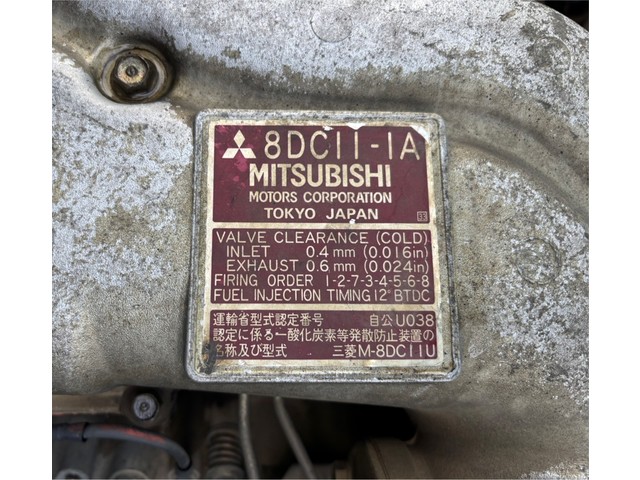 8DC11-1A
MITSUBISHI
MOTORS CORPORATION
TOKYO JAPAN 33
VALVE CLEARANCE (COLD)
INLET 0.4 mm (0.016in)
EXHAUST 0.6 mm (0.024in)
FIRING ORDER 1-2-7-3-4-5-6-8
FUEL INJECTION TIMING 12° BTDC
運輸省型式認定番号 自公U038
認定に係る一酸化炭素等発散防止装置の
名称及び型式 三菱M-8DC11U